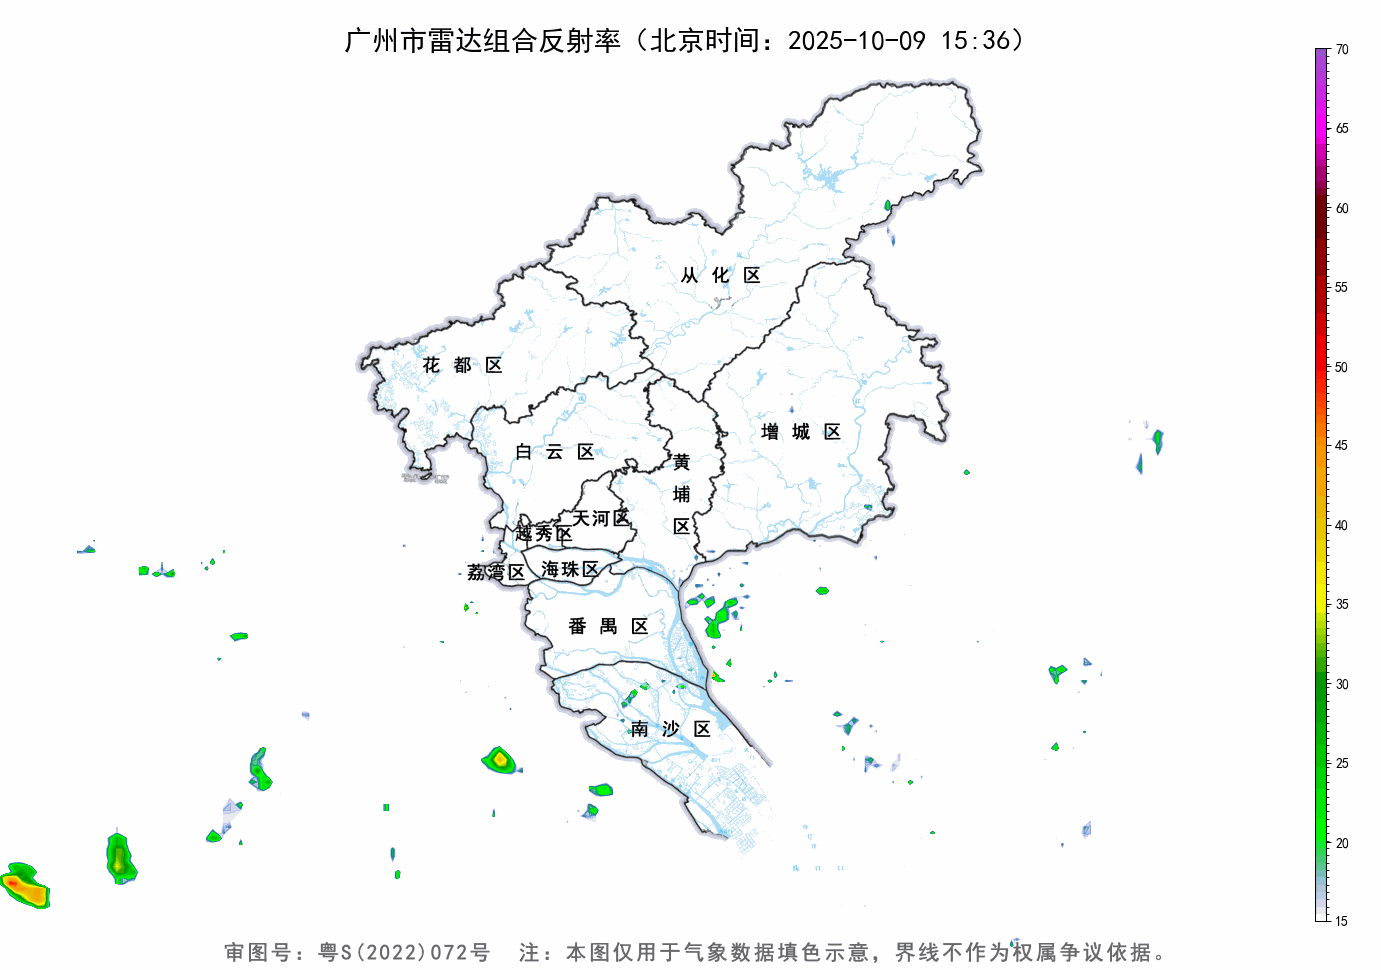 广州市雷达组合反射率（北京时间：2025-10-09 15:36）
70
65
60
55
50
45
40
35
30
25
20
15
从化区
花都区
增城区
白云区
黄埔区
天河区
越秀区
荔湾区
海珠区
番禺区
南沙区
审图号：粤S(2022)072号 注：本图仅用于气象数据填色示意，界线不作为权属争议依据。